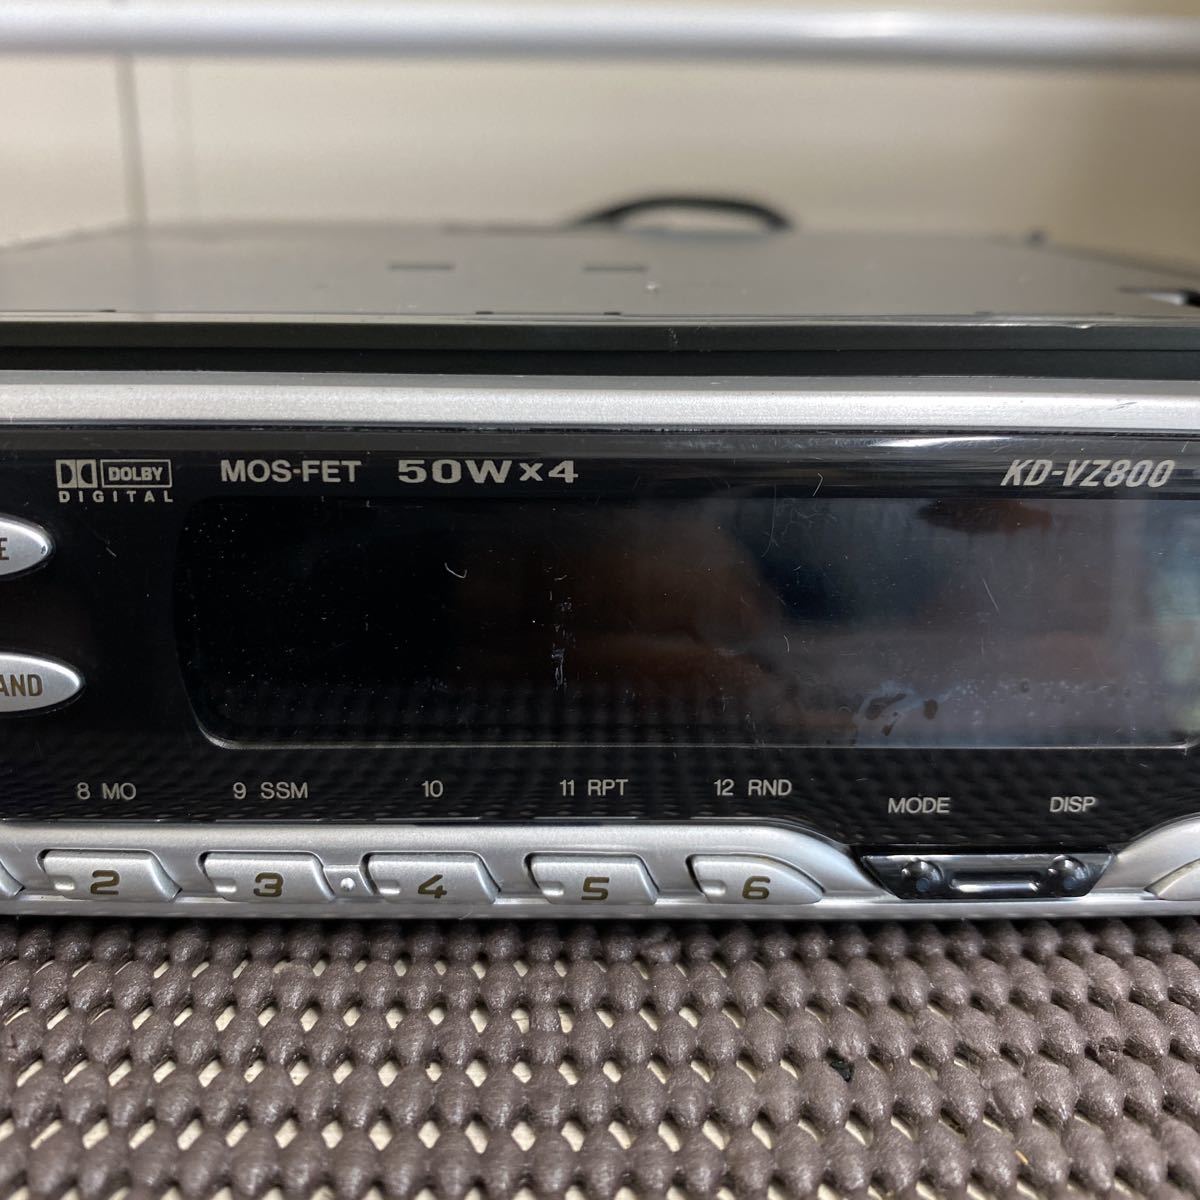 DOLBY DIGITAL MOS-FET 50W×4 KD-VZ800
8 MO 9 SSM 10 11 RPT 12 RND MODE DISP
2 3 4 5 6